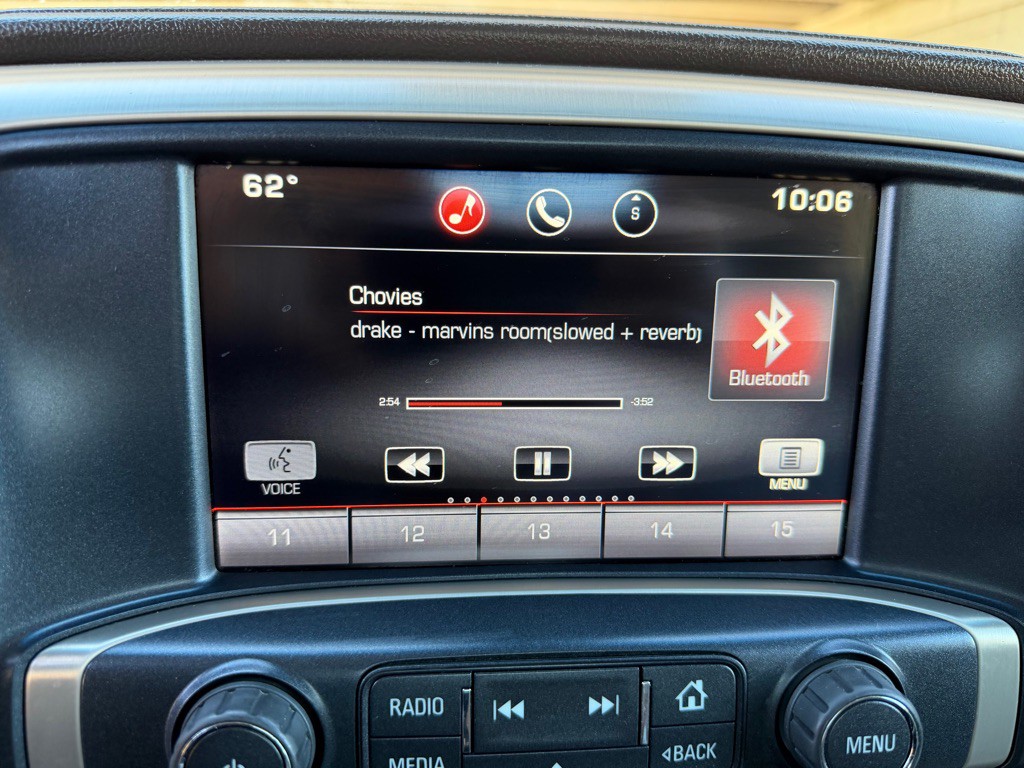 62°
S
10:06
Chovies
drake - marvins room(slowed + reverb)
Bluetooth
2:54
-3:52
VOICE
MENU
11
12
13
14
15
RADIO
MEDIA
◁BACK
MENU